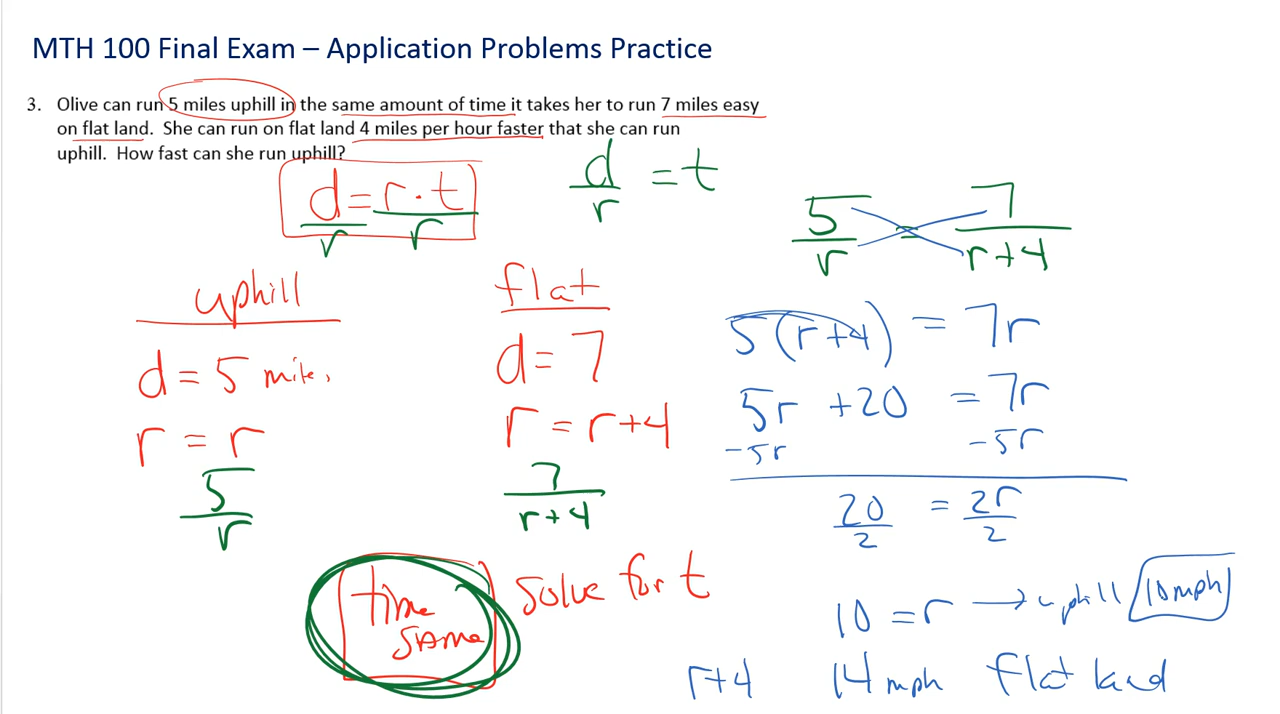 MTH 100 Final Exam – Application Problems Practice
3. Olive can run 5 miles uphill in the same amount of time it takes her to run 7 miles easy
on flat land. She can run on flat land 4 miles per hour faster that she can run
uphill. How fast can she run uphill?
d = r · t
r r
d/r = t
5/r = 7/(r+4)
uphill
d = 5 miles
r = r
5/r
flat
d = 7
r = r+4
7/(r+4)
time
same
solve for t
5(r+4) = 7r
5r +20 = 7r
-5r -5r
20/2 = 2r/2
10 = r → uphill 10mph
r+4 14 mph flat land